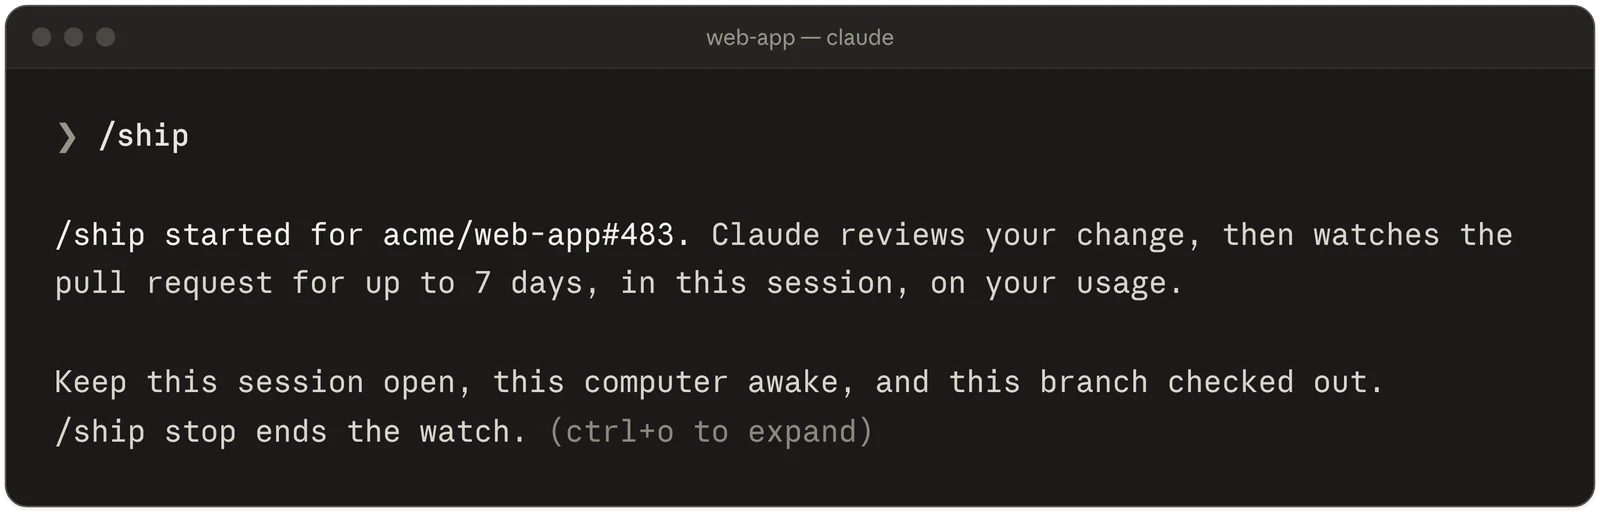 web-app — claude
❯ /ship
/ship started for acme/web-app#483. Claude reviews your change, then watches the
pull request for up to 7 days, in this session, on your usage.
Keep this session open, this computer awake, and this branch checked out.
/ship stop ends the watch. (ctrl+o to expand)